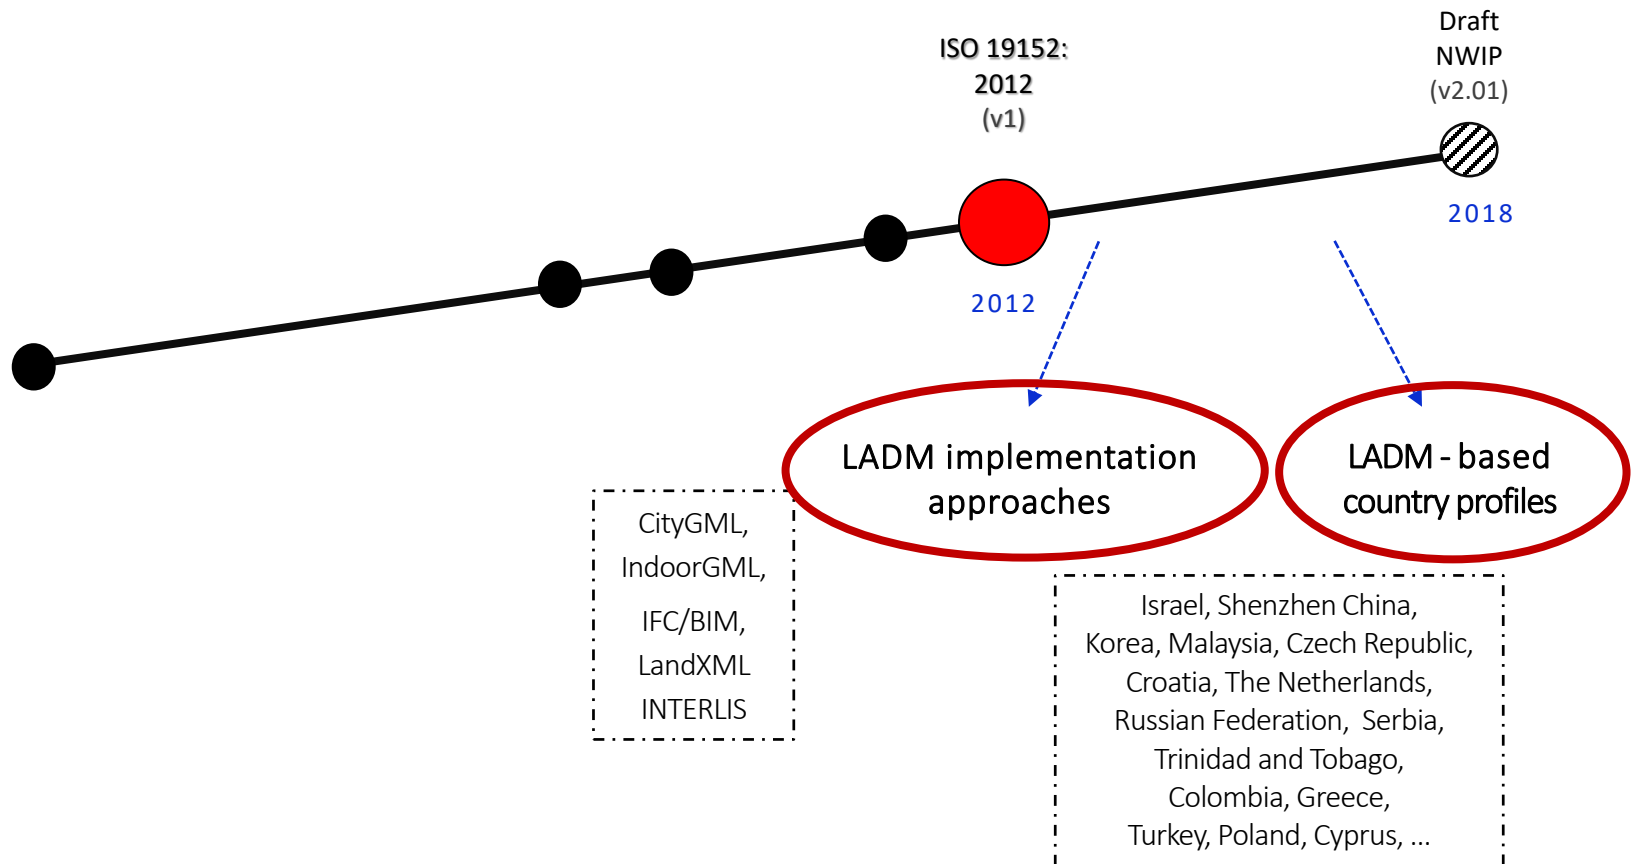 Draft
NWIP
(v2.01)
ISO 19152:
2012
(v1)
2018
2012
LADM implementation
approaches
LADM - based
country profiles
CityGML,
IndoorGML,
IFC/BIM,
LandXML
INTERLIS
Israel, Shenzhen China,
Korea, Malaysia, Czech Republic,
Croatia, The Netherlands,
Russian Federation, Serbia,
Trinidad and Tobago,
Colombia, Greece,
Turkey, Poland, Cyprus, ...